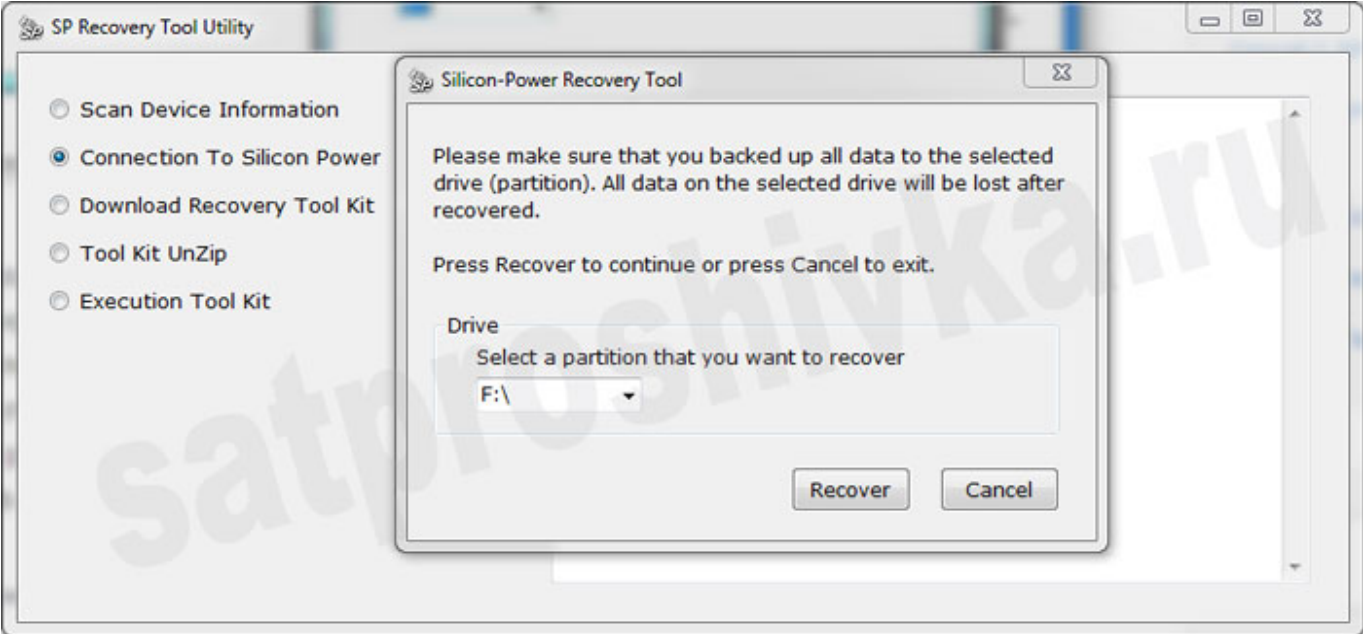 SP Recovery Tool Utility
Scan Device Information
Connection To Silicon Power
Download Recovery Tool Kit
Tool Kit UnZip
Execution Tool Kit
Silicon-Power Recovery Tool
Please make sure that you backed up all data to the selected
drive (partition). All data on the selected drive will be lost after
recovered.
Press Recover to continue or press Cancel to exit.
Drive
Select a partition that you want to recover
F:\
Recover
Cancel
satproshivka.ru